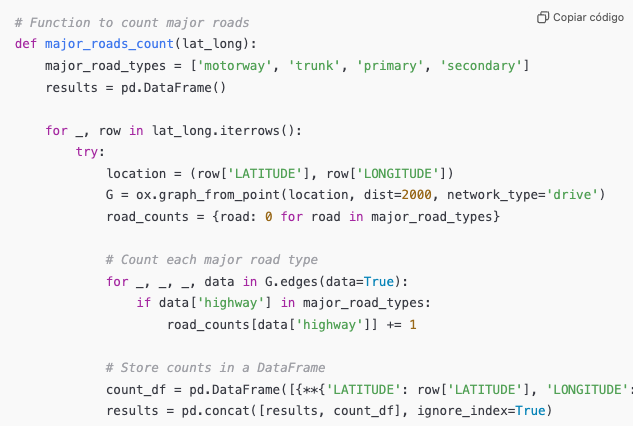 # Function to count major roads
Copiar código
def major_roads_count(lat_long):
    major_road_types = ['motorway', 'trunk', 'primary', 'secondary']
    results = pd.DataFrame()

    for _, row in lat_long.iterrows():
        try:
            location = (row['LATITUDE'], row['LONGITUDE'])
            G = ox.graph_from_point(location, dist=2000, network_type='drive')
            road_counts = {road: 0 for road in major_road_types}

            # Count each major road type
            for _, _, _, data in G.edges(data=True):
                if data['highway'] in major_road_types:
                    road_counts[data['highway']] += 1

            # Store counts in a DataFrame
            count_df = pd.DataFrame([{**{'LATITUDE': row['LATITUDE'], 'LONGITUDE':
            results = pd.concat([results, count_df], ignore_index=True)